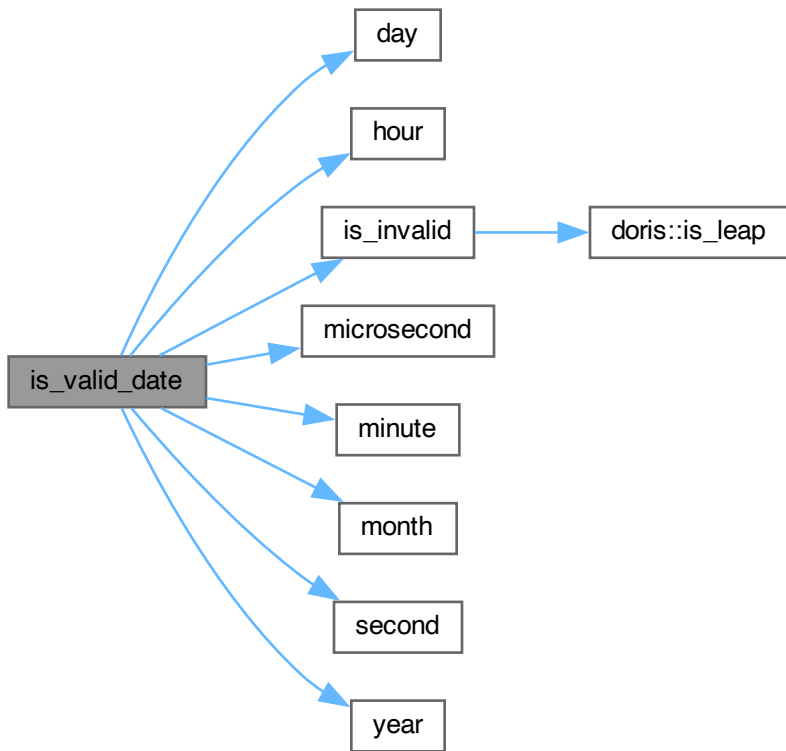 day
hour
is_invalid
doris::is_leap
microsecond
is_valid_date
minute
month
second
year